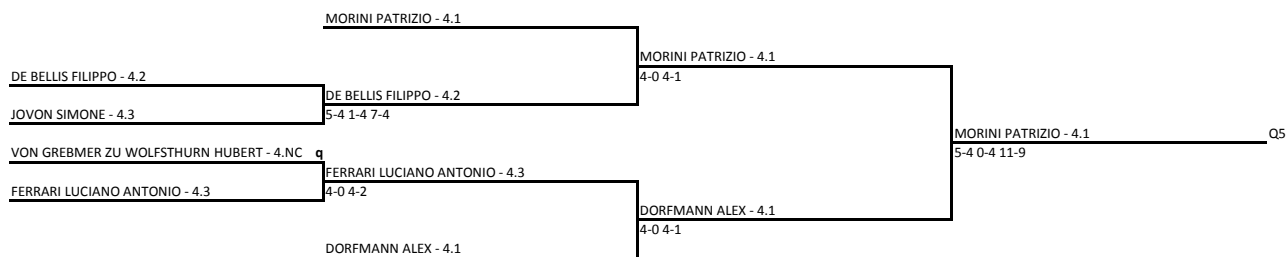 MORINI PATRIZIO - 4.1
MORINI PATRIZIO - 4.1
DE BELLIS FILIPPO - 4.2
4-0 4-1
DE BELLIS FILIPPO - 4.2
JOVON SIMONE - 4.3
5-4 1-4 7-4
MORINI PATRIZIO - 4.1 Q5
VON GREBMER ZU WOLFSTHURN HUBERT - 4.NC q
5-4 0-4 11-9
FERRARI LUCIANO ANTONIO - 4.3
FERRARI LUCIANO ANTONIO - 4.3
4-0 4-2
DORFMANN ALEX - 4.1
4-0 4-1
DORFMANN ALEX - 4.1